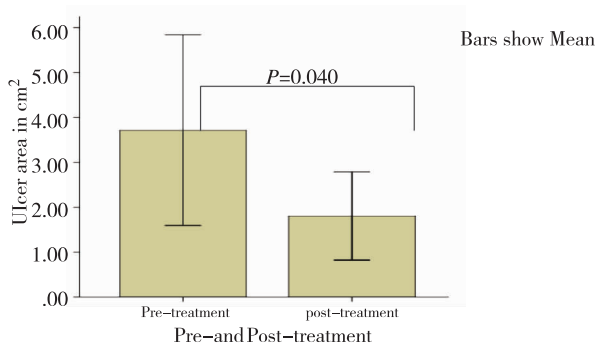 6.00
Bars show Mean
5.00
P=0.040
4.00
3.00
2.00
1.00
.00
UIcer area in cm2
Pre-treatment
post-treatment
Pre-and Post-treatment